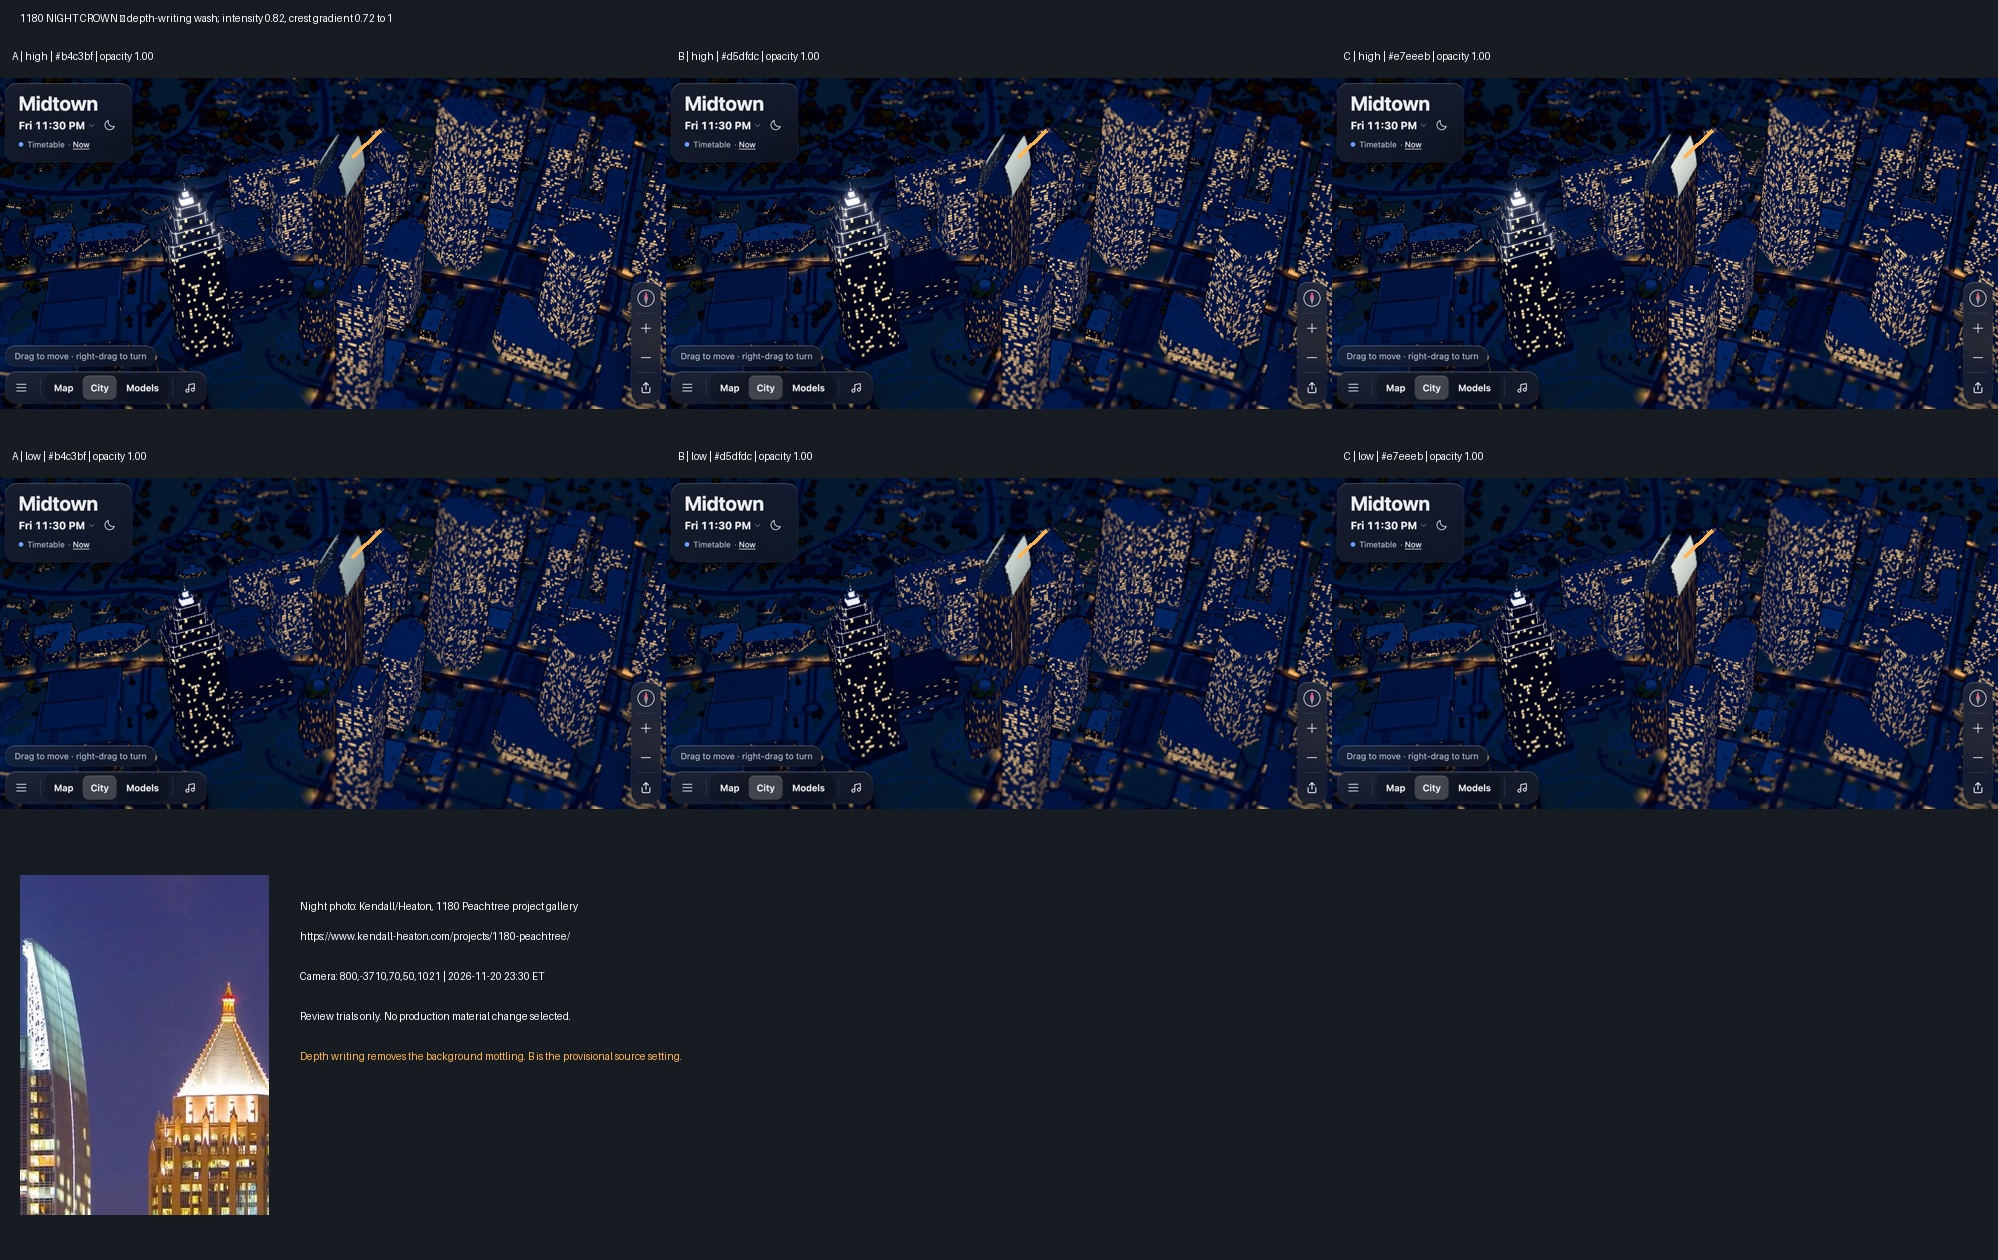 1180 NIGHT CROWN depth-writing wash; intensity 0.82, crest gradient 0.72 to 1
A | high | #b4c3bf | opacity 1.00
B | high | #d5dfdc | opacity 1.00
C | high | #e7eeeb | opacity 1.00
Midtown
Fri 11:30 PM
Timetable · Now
Drag to move · right-drag to turn
Map City Models
Midtown
Fri 11:30 PM
Timetable · Now
Drag to move · right-drag to turn
Map City Models
Midtown
Fri 11:30 PM
Timetable · Now
Drag to move · right-drag to turn
Map City Models
A | low | #b4c3bf | opacity 1.00
B | low | #d5dfdc | opacity 1.00
C | low | #e7eeeb | opacity 1.00
Midtown
Fri 11:30 PM
Timetable · Now
Drag to move · right-drag to turn
Map City Models
Midtown
Fri 11:30 PM
Timetable · Now
Drag to move · right-drag to turn
Map City Models
Midtown
Fri 11:30 PM
Timetable · Now
Drag to move · right-drag to turn
Map City Models
Night photo: Kendall/Heaton, 1180 Peachtree project gallery
https://www.kendall-heaton.com/projects/1180-peachtree/
Camera: 800,-3710,70,50,1021 | 2026-11-20 23:30 ET
Review trials only. No production material change selected.
Depth writing removes the background mottling. B is the provisional source setting.